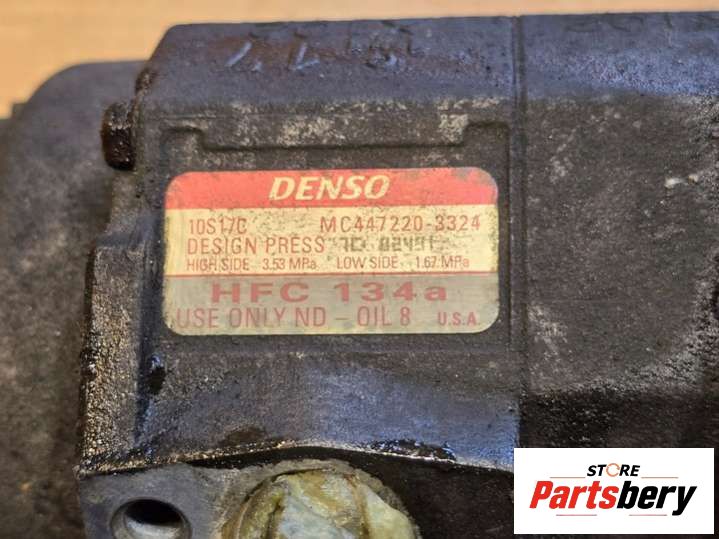 DENSO
10S17C MC447220-3324
DESIGN PRESS
HIGH SIDE 3.53 MPa LOW SIDE 1.67 MPa
HFC 134a
USE ONLY ND-OIL 8 U.S.A.
STORE
Partsbery